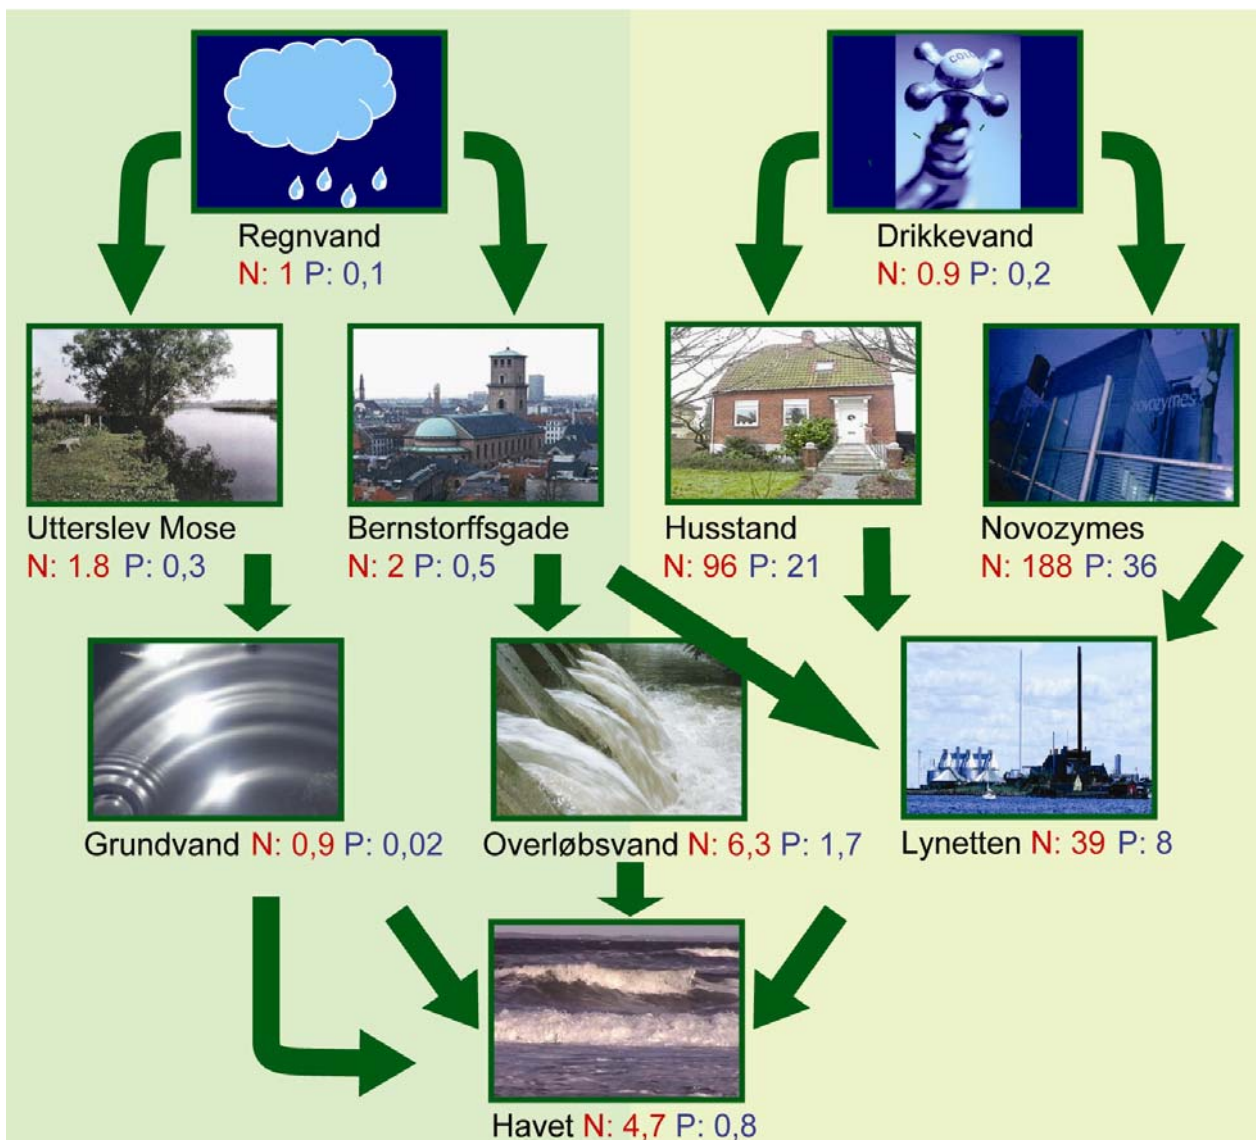 COLD
Regnvand
N: 1 P: 0,1
Drikkevand
N: 0.9 P: 0,2
novozymes
Utterslev Mose
N: 1.8 P: 0,3
Bernstorffsgade
N: 2 P: 0,5
Husstand
N: 96 P: 21
Novozymes
N: 188 P: 36
Grundvand N: 0,9 P: 0,02
Overløbsvand N: 6,3 P: 1,7
Lynetten N: 39 P: 8
Havet N: 4,7 P: 0,8